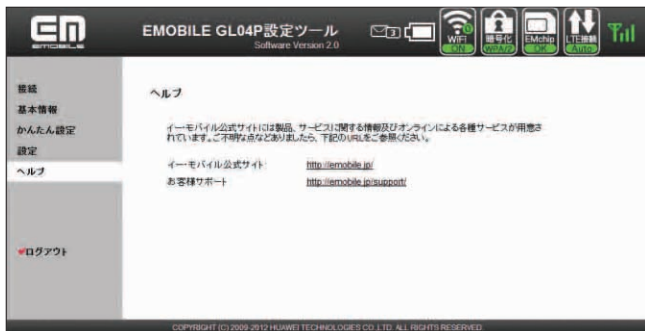 EM
EMOBILE
EMOBILE GL04P設定ツール
Software Version 2.0
3
WiFi
ON
暗号化
WPA/2
EMchip
OK
LTE接続
Auto
接続
基本情報
かんたん設定
設定
ヘルプ
ログアウト
ヘルプ
イー・モバイル公式サイトには製品、サービスに関する情報及びオンラインによる各種サービスが用意さ
れています。ご不明な点などありましたら、下記のURLをご参照ください。
イー・モバイル公式サイト http://emobile.jp/
お客様サポート http://emobile.jp/support/
COPYRIGHT (C) 2009-2012 HUAWEI TECHNOLOGIES CO.,LTD. ALL RIGHTS RESERVED.